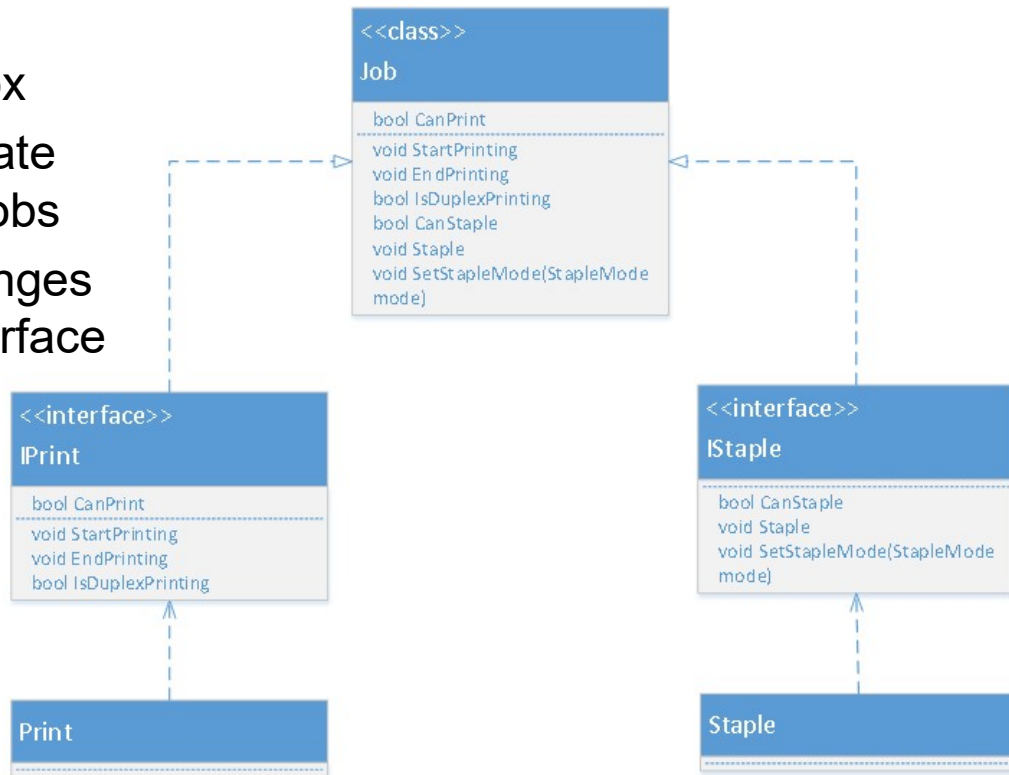 ox
ate
obs
nges
rface
<<class>>
Job
bool CanPrint
void StartPrinting
void EndPrinting
bool IsDuplexPrinting
bool CanStaple
void Staple
void SetStapleMode(StapleMode
mode)
<<interface>>
IPrint
bool CanPrint
void StartPrinting
void EndPrinting
bool IsDuplexPrinting
<<interface>>
IStaple
bool CanStaple
void Staple
void SetStapleMode(StapleMode
mode)
Print
Staple